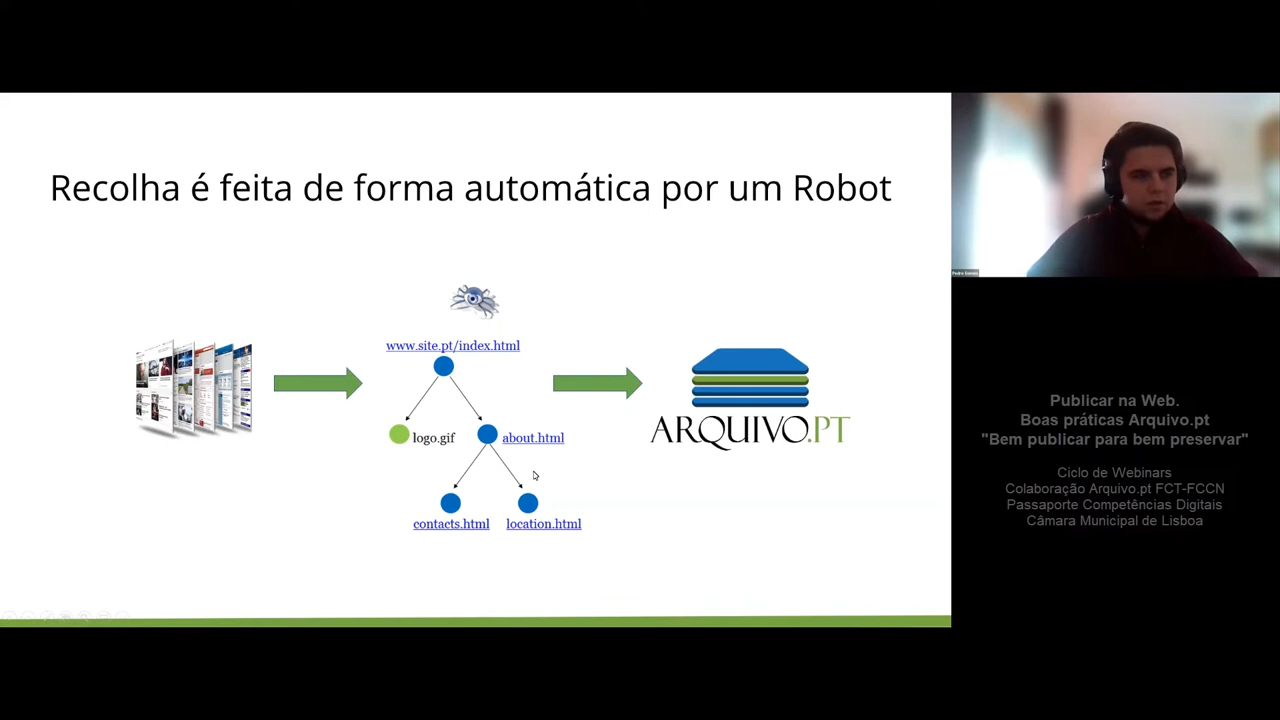 Recolha é feita de forma automática por um Robot
www.site.pt/index.html
logo.gif
about.html
contacts.html
location.html
ARQUIVO.PT
Publicar na Web.
Boas práticas Arquivo.pt
"Bem publicar para bem preservar"
Ciclo de Webinars
Colaboração Arquivo.pt FCT-FCCN
Passaporte Competências Digitais
Câmara Municipal de Lisboa